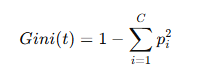 Gini(t) = 1 − ∑_{i=1}^{C} p_i^2